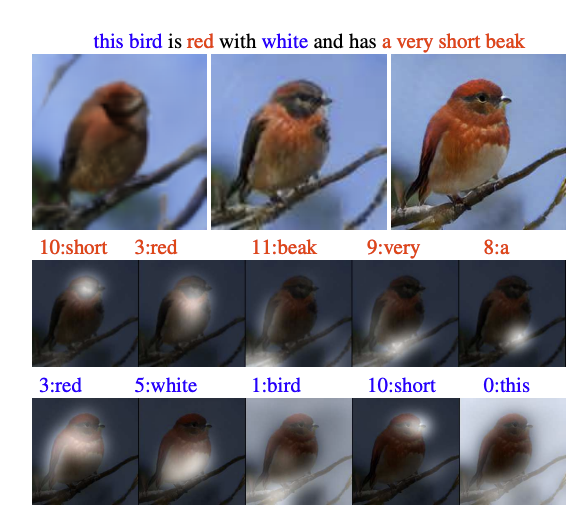 this bird is red with white and has a very short beak
10:short 3:red 11:beak 9:very 8:a
3:red 5:white 1:bird 10:short 0:this